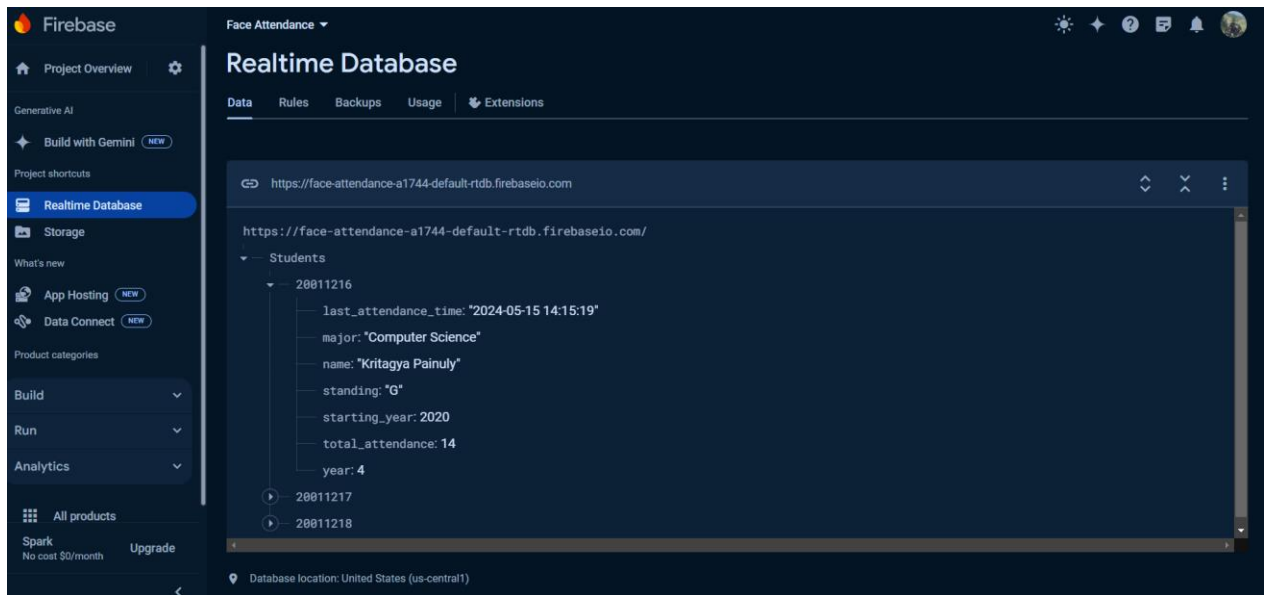 Firebase
Project Overview
Generative AI
Build with Gemini NEW
Project shortcuts
Realtime Database
Storage
What's new
App Hosting NEW
Data Connect NEW
Product categories
Build
Run
Analytics
All products
Spark
No cost $0/month
Upgrade
Face Attendance
Realtime Database
Data Rules Backups Usage Extensions
https://face-attendance-a1744-default-rtdb.firebaseio.com
https://face-attendance-a1744-default-rtdb.firebaseio.com/
Students
20011216
last_attendance_time: "2024-05-15 14:15:19"
major: "Computer Science"
name: "Kritagya Painuly"
standing: "G"
starting_year: 2020
total_attendance: 14
year: 4
20011217
20011218
Database location: United States (us-central1)